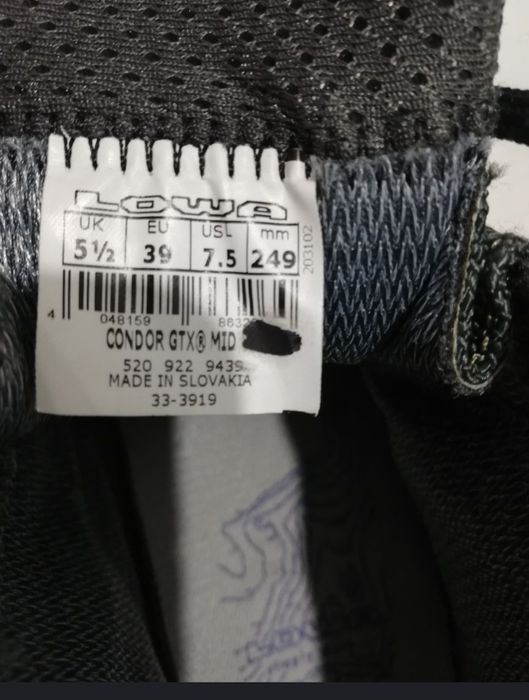 LOWA
UK EU USL mm
5½ 39 7.5 249
203102
4 048159
CONDOR GTX® MID
520 922 9439
MADE IN SLOVAKIA
33-3919